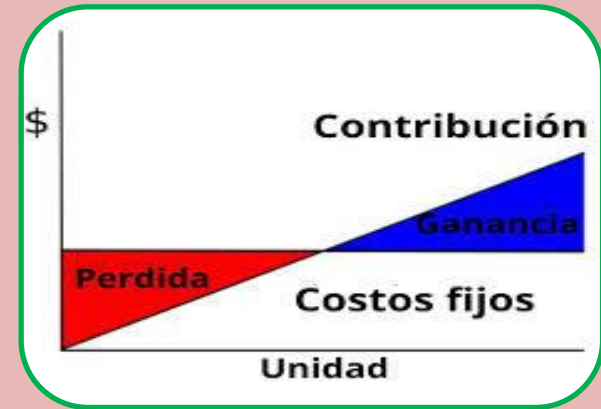 $
Contribución
Ganancia
Perdida
Costos fijos
Unidad